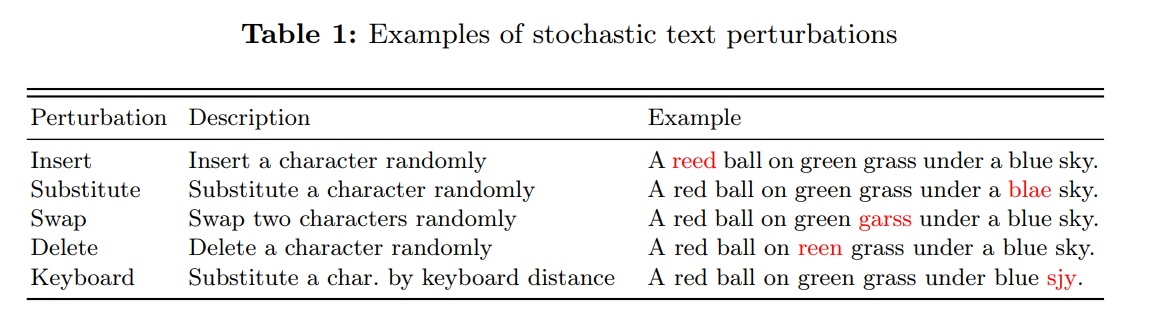 Table 1: Examples of stochastic text perturbations
Perturbation Description Example
Insert Insert a character randomly A reed ball on green grass under a blue sky.
Substitute Substitute a character randomly A red ball on green grass under a blae sky.
Swap Swap two characters randomly A red ball on green garss under a blue sky.
Delete Delete a character randomly A red ball on reen grass under a blue sky.
Keyboard Substitute a char. by keyboard distance A red ball on green grass under blue sjy.